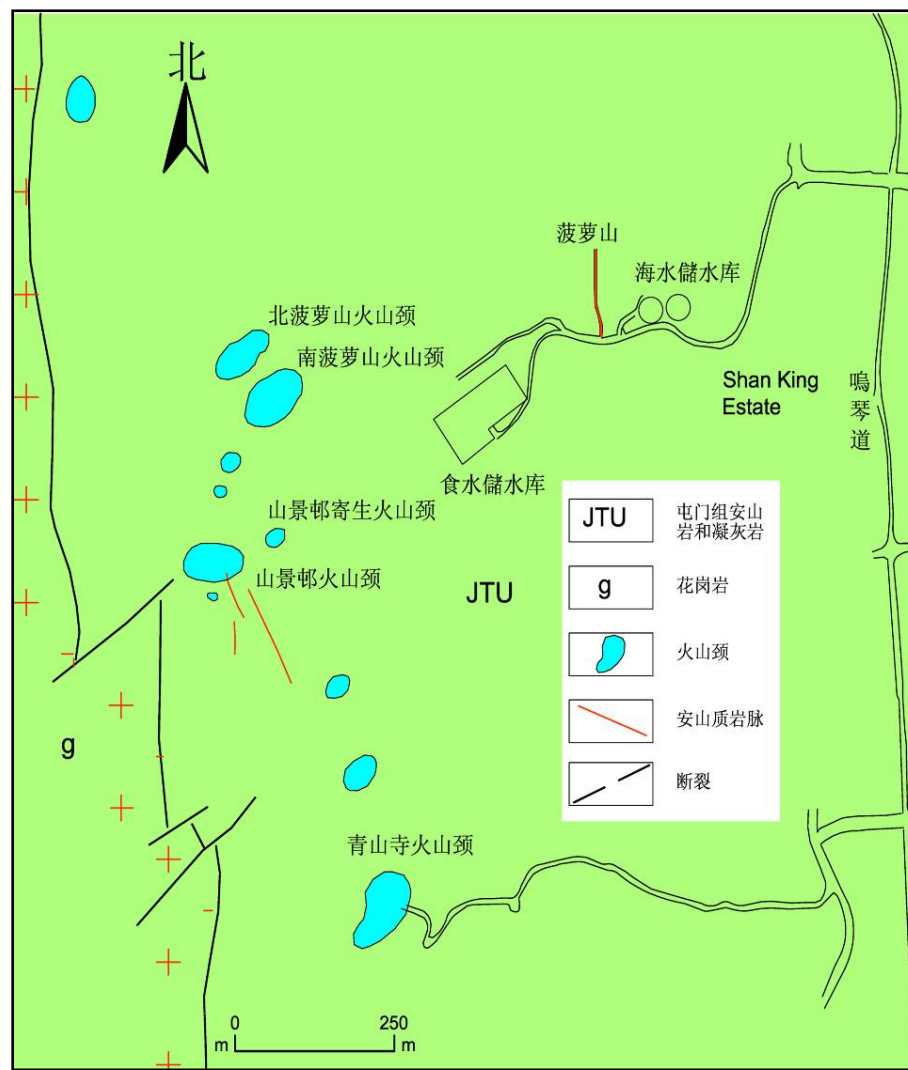 北
菠萝山
海水儲水库
北菠萝山火山颈
南菠萝山火山颈
Shan King
Estate
鳴
琴
道
食水儲水库
山景邨寄生火山颈
山景邨火山颈
JTU
g
青山寺火山颈
JTU
屯门组安山
岩和凝灰岩
g
花岗岩
火山颈
安山质岩脉
断裂
0
250
m
m